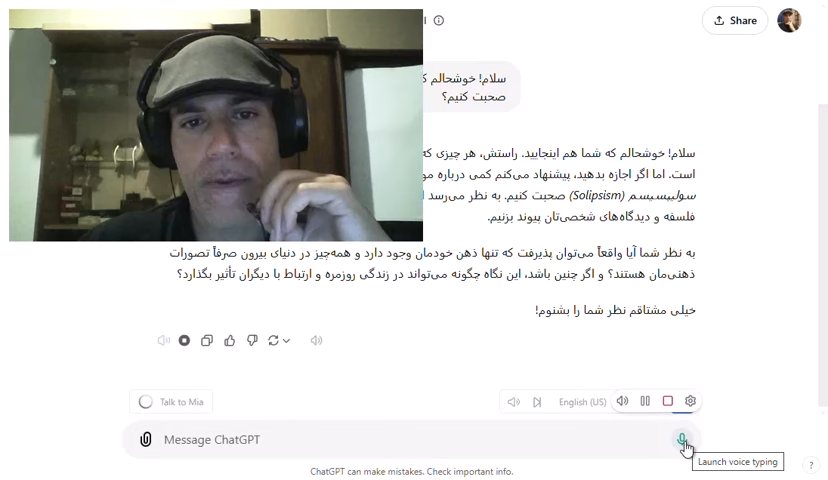 Share
سلام! خوشحالم
صحبت کنیم؟
سلام! خوشحالم که شما هم اینجایید. راستش، هر چیزی که
است. اما اگر اجازه بدهید، پیشنهاد می‌کنم کمی درباره
سولیپسیسم (Solipsism) صحبت کنیم. به نظر می‌رسد
فلسفه و دیدگاه‌های شخصی‌تان پیوند بزنیم.
به نظر شما آیا واقعاً می‌توان پذیرفت که تنها ذهن خودمان وجود دارد و همه‌چیز در دنیای بیرون صرفاً تصورات
ذهنی‌مان هستند؟ و اگر چنین باشد، این نگاه چگونه می‌تواند در زندگی روزمره و ارتباط با دیگران تأثیر بگذارد؟
خیلی مشتاقم نظر شما را بشنوم!
Talk to Mia
English (US)
Message ChatGPT
Launch voice typing
ChatGPT can make mistakes. Check important info.
?